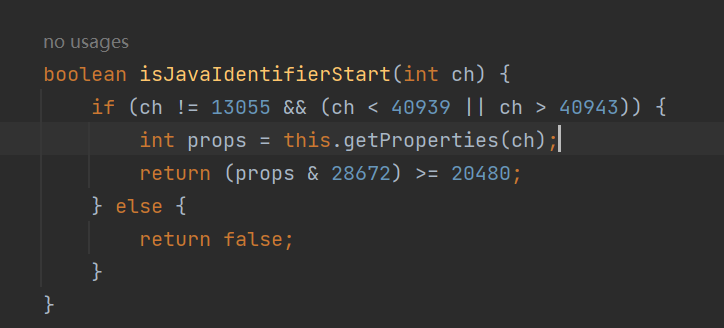 no usages
boolean isJavaIdentifierStart(int ch) {
if (ch != 13055 && (ch < 40939 || ch > 40943)) {
int props = this.getProperties(ch);
return (props & 28672) >= 20480;
} else {
return false;
}
}